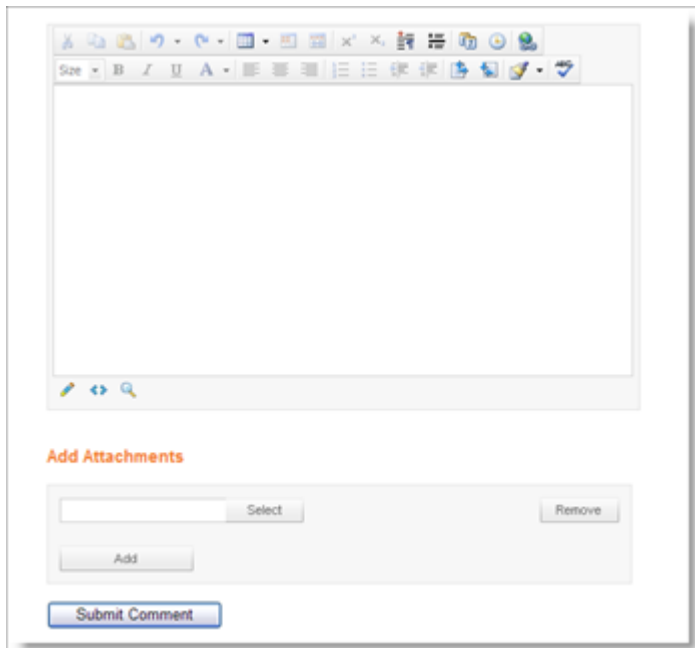 Size B I U A
Add Attachments
Select Remove
Add
Submit Comment